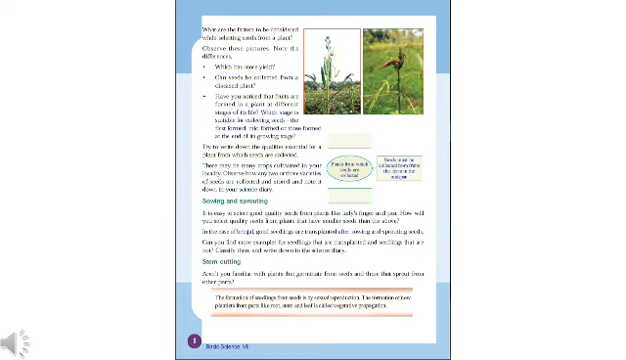 What are the factors to be considered
while selecting seeds from a plant?
Observe these pictures. Note the
differences.
• Which has more yield?
• Can seeds be collected from a
diseased plant?
• Have you noticed that fruits are
formed in a plant at different
stages of its life? Which stage is
suitable for collecting seeds - the
first formed, mid formed or those formed
at the end of its growing stage?
Try to write down the qualities essential for
a plant from which seeds are collected.
There may be many crops cultivated in your
locality. Observe how any two or three varieties
of seeds are collected and stored and note it
down in your science diary.
Plants from which
seeds are
collected
Seeds must be
collected from fruits
that form in the
midspan
Sowing and sprouting
It is easy to select good quality seeds from plants like lady's finger and pea. How will
you select quality seeds from plants that have smaller seeds than the above?
In the case of brinjal, good seedlings are transplanted after sowing and sprouting seeds.
Can you find more examples for seedlings that are transplanted and seedlings that are
not? Classify them and write down in the science diary.
Stem cutting
Aren't you familiar with plants that germinate from seeds and those that sprout from
other parts?
The formation of seedlings from seeds is by sexual reproduction. The formation of new
plantlets from parts like root, stem and leaf is called vegetative propagation.
8
Basic Science VII